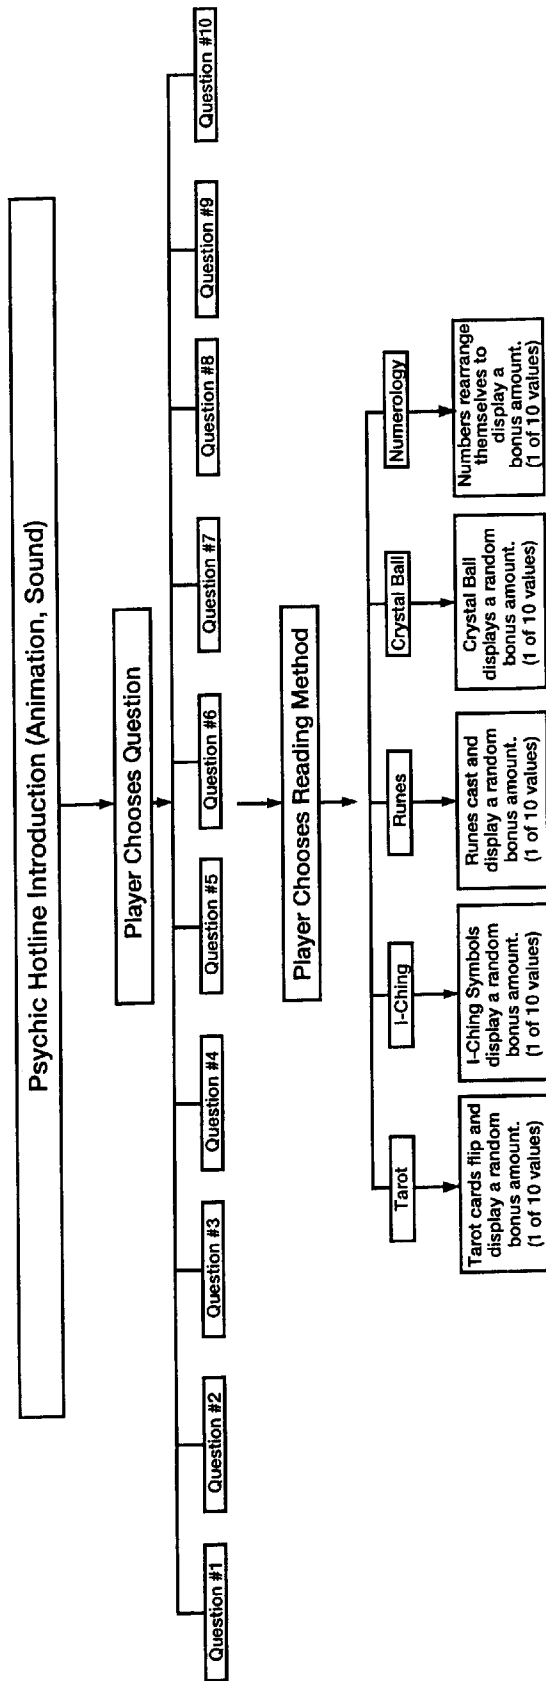 Psychic Hotline Introduction (Animation, Sound)
Player Chooses Question
Question #1
Question #2
Question #3
Question #4
Question #5
Question #6
Question #7
Question #8
Question #9
Question #10
Player Chooses Reading Method
Tarot
I-Ching
Runes
Crystal Ball
Numerology
Tarot cards flip and
display a random
bonus amount.
(1 of 10 values)
I-Ching Symbols
display a random
bonus amount.
(1 of 10 values)
Runes cast and
display a random
bonus amount.
(1 of 10 values)
Crystal Ball
displays a random
bonus amount.
(1 of 10 values)
Numbers rearrange
themselves to
display a
bonus amount.
(1 of 10 values)